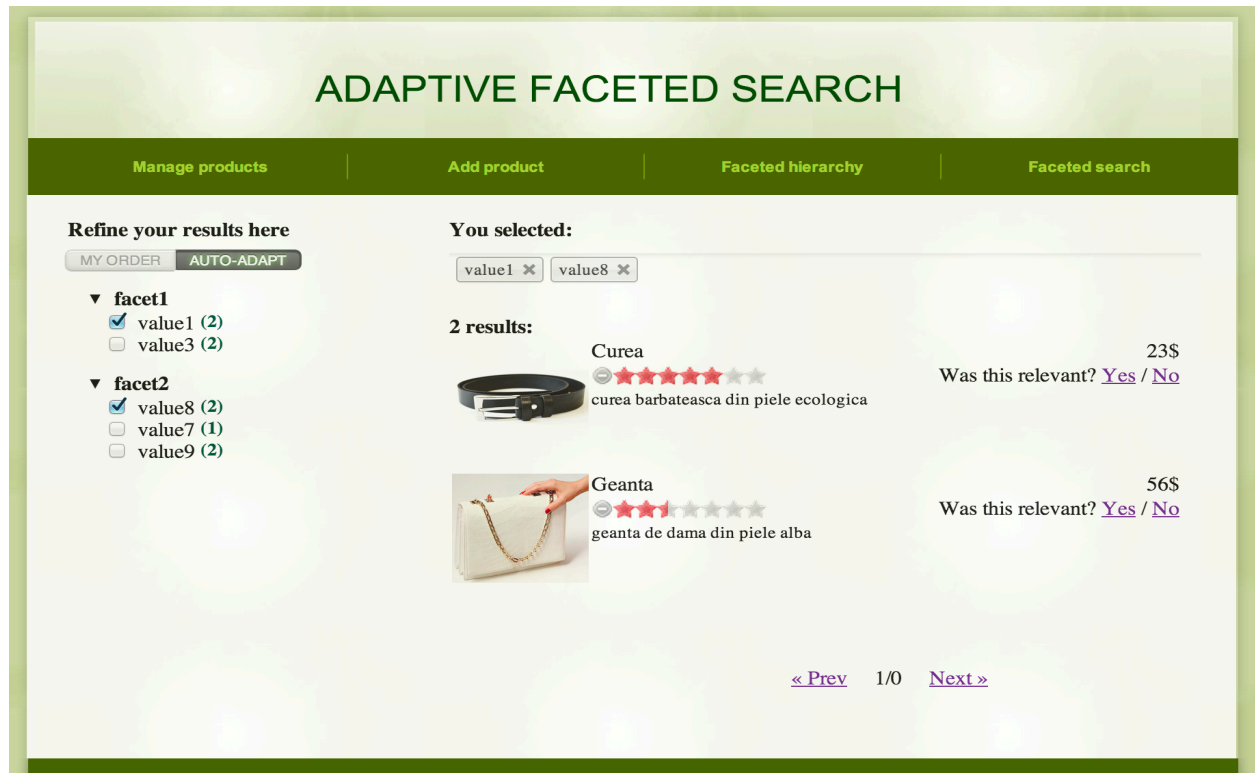 ADAPTIVE FACETED SEARCH
Manage products Add product Faceted hierarchy Faceted search
Refine your results here
MY ORDER AUTO-ADAPT
▼ facet1
value1 (2)
value3 (2)
▼ facet2
value8 (2)
value7 (1)
value9 (2)
You selected:
value1 ✖ value8 ✖
2 results:
Curea 23$
Was this relevant? Yes / No
curea barbateasca din piele ecologica
Geanta 56$
Was this relevant? Yes / No
geanta de dama din piele alba
« Prev 1/0 Next »